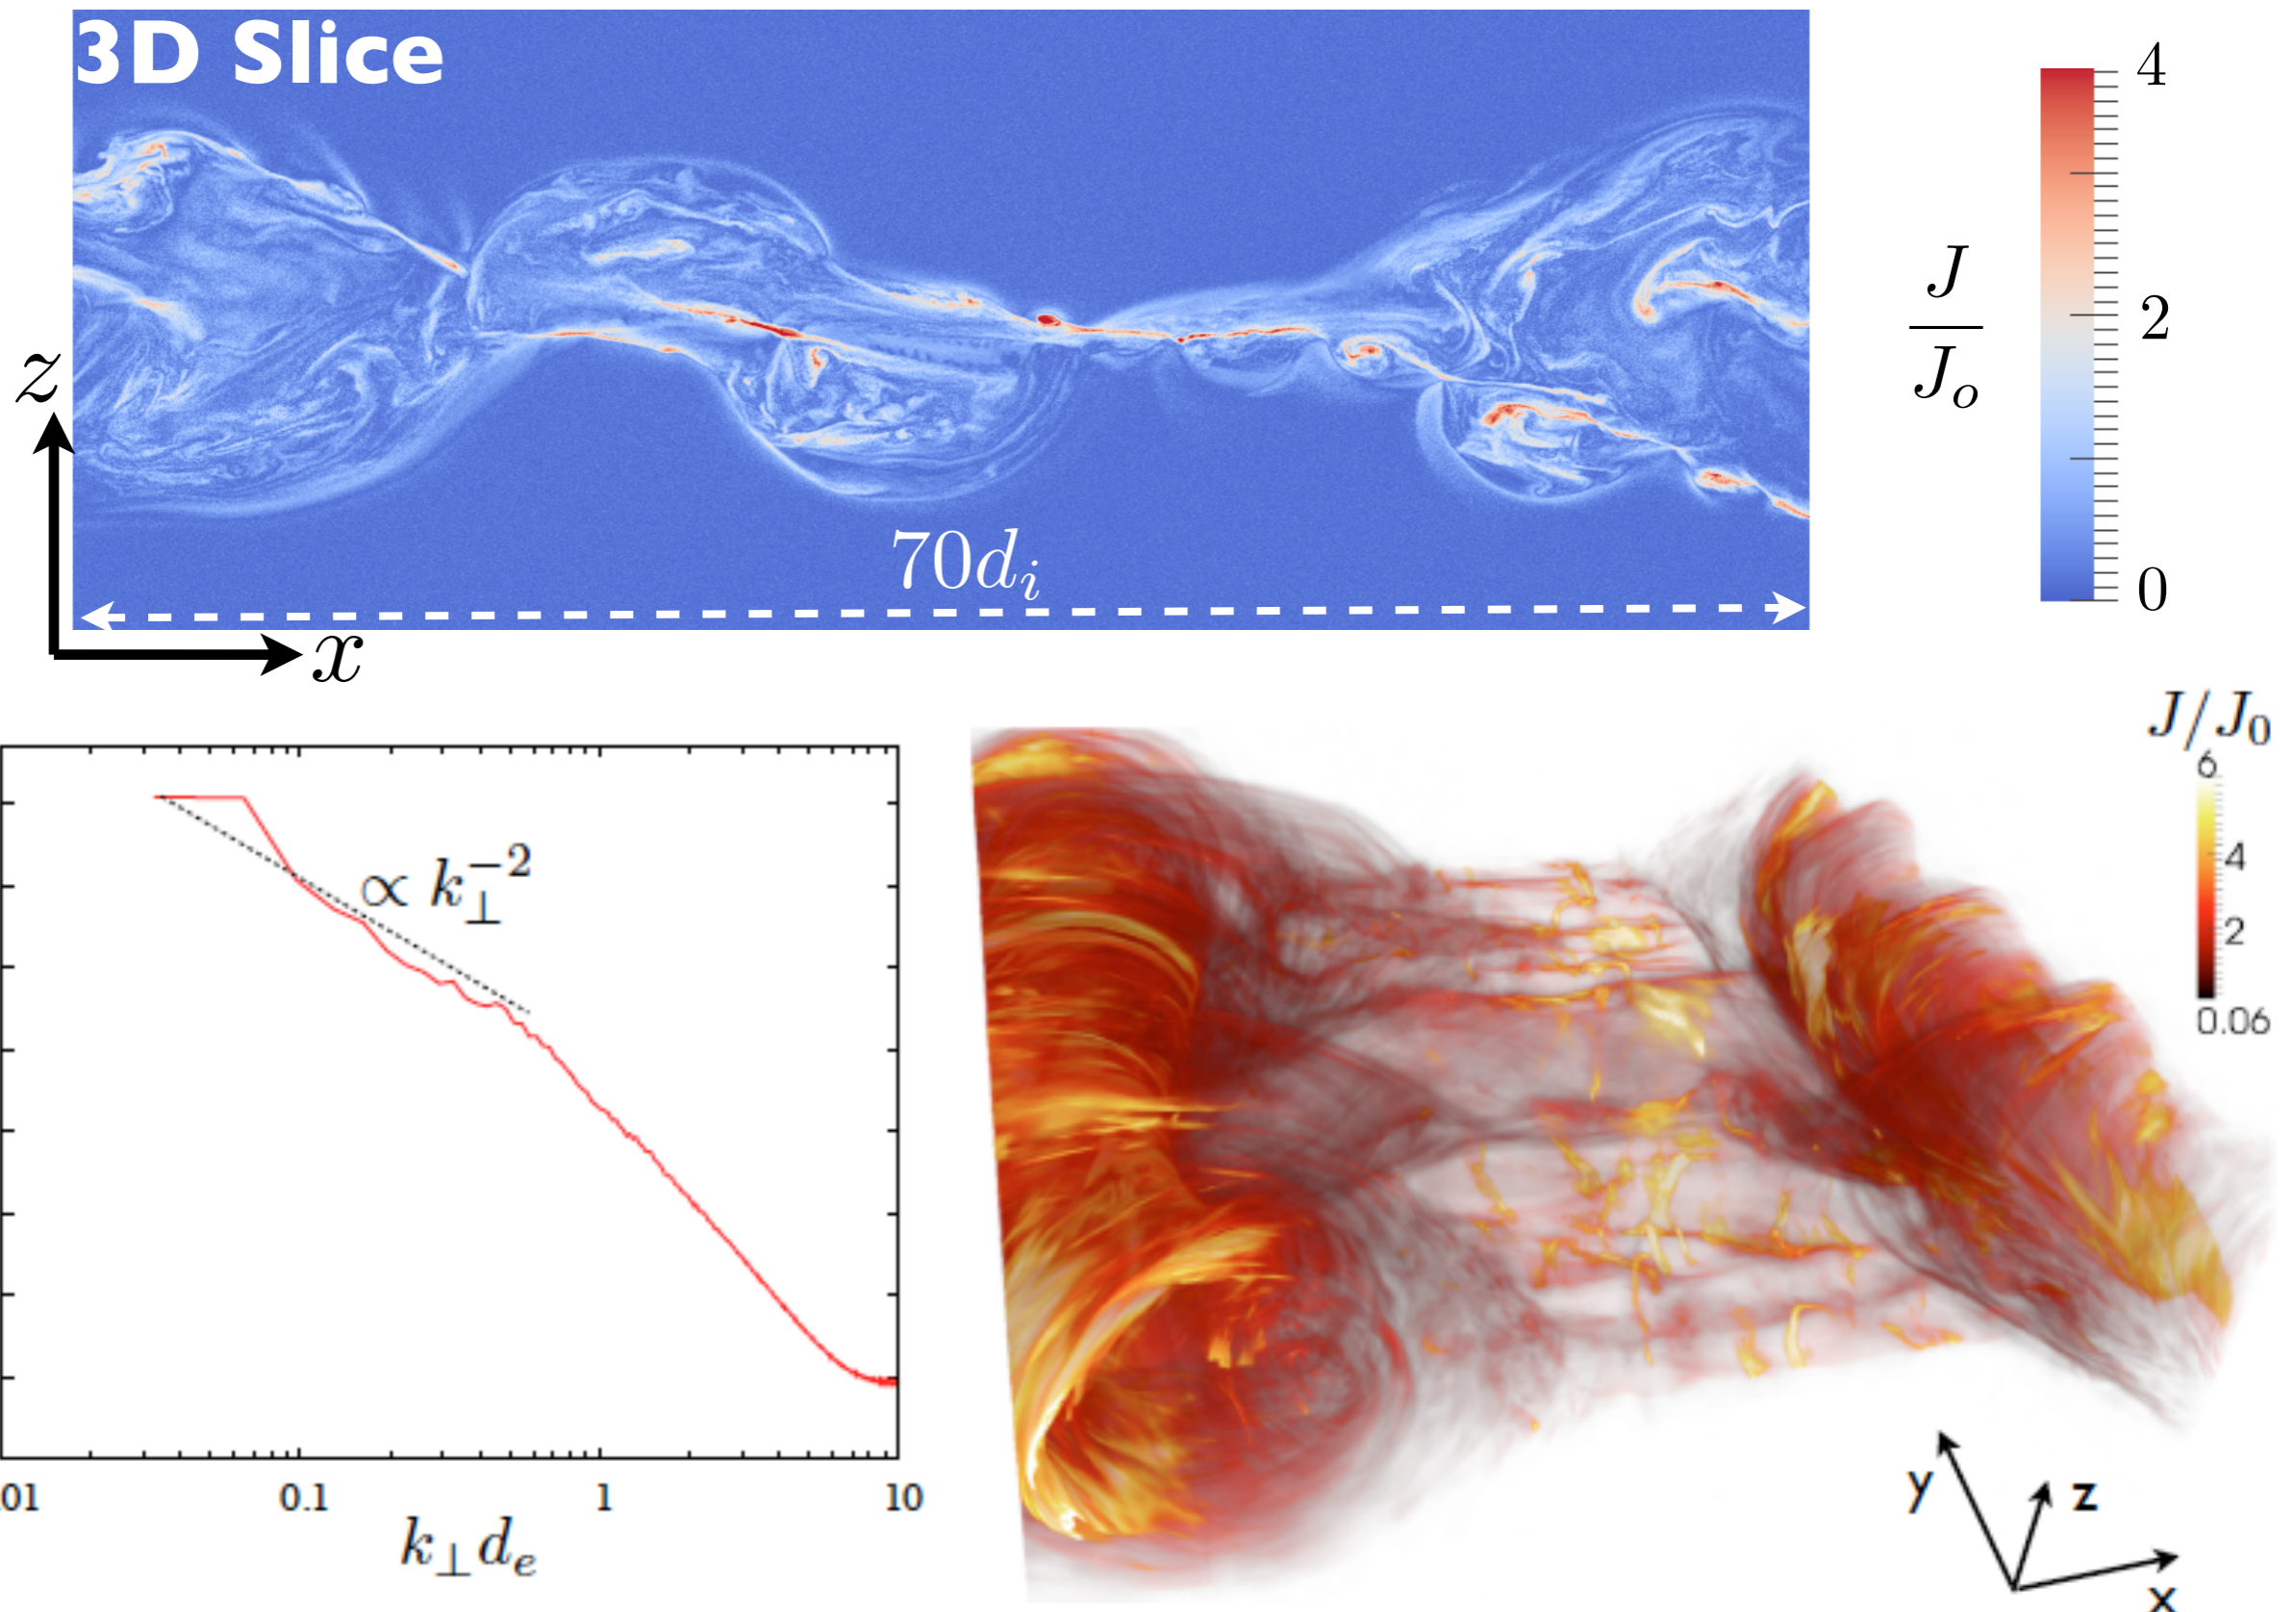 3D Slice
4
J
2
J_o
0
z
70d_i
x
J/J_0
6
4
2
0.06
∝ k_⊥^{-2}
01
0.1
1
10
k_⊥d_e
y
z
x